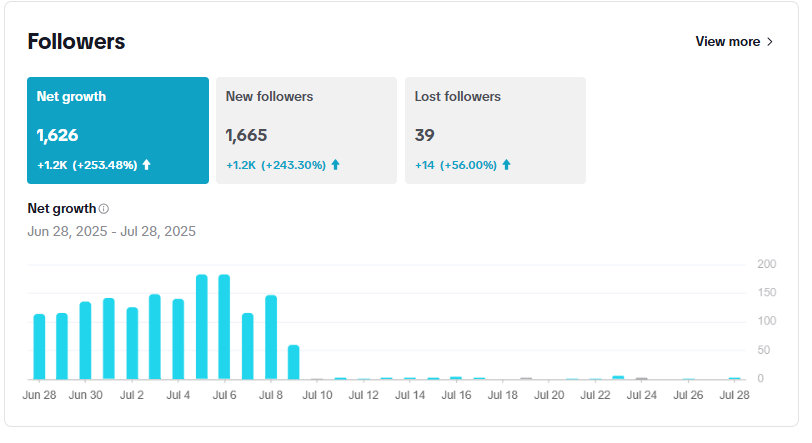 Followers
View more
Net growth
New followers
Lost followers
1,626
1,665
39
+1.2K (+253.48%)
+1.2K (+243.30%)
+14 (+56.00%)
Net growth
Jun 28, 2025 - Jul 28, 2025
200
150
100
50
0
Jun 28 Jun 30 Jul 2 Jul 4 Jul 6 Jul 8 Jul 10 Jul 12 Jul 14 Jul 16 Jul 18 Jul 20 Jul 22 Jul 24 Jul 26 Jul 28